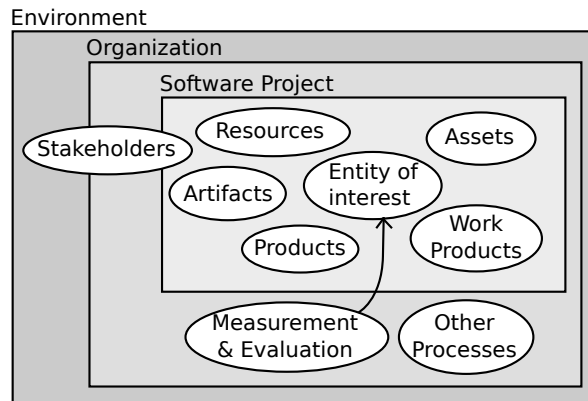 Environment
Organization
Software Project
Resources
Assets
Stakeholders
Entity of
interest
Artifacts
Work
Products
Products
Measurement
& Evaluation
Other
Processes